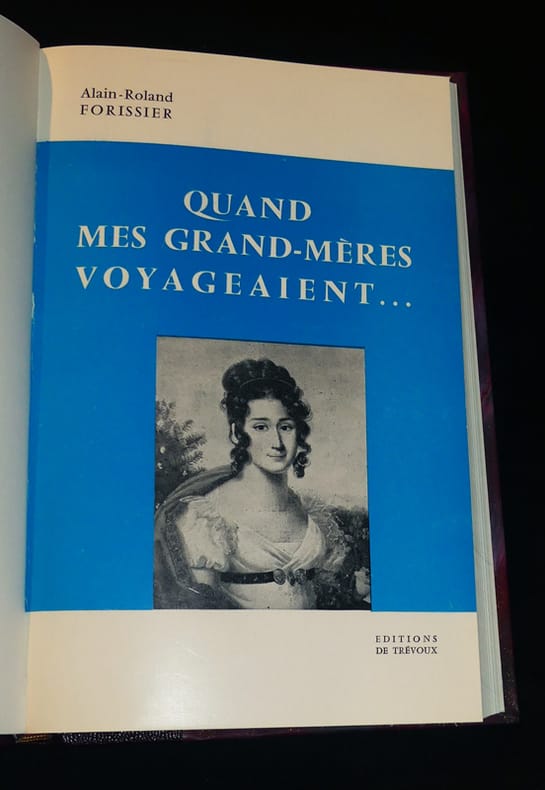 Alain-Roland
FORISSIER
QUAND
MES GRAND-MÈRES
VOYAGEAIENT...
EDITIONS
DE TRÉVOUX